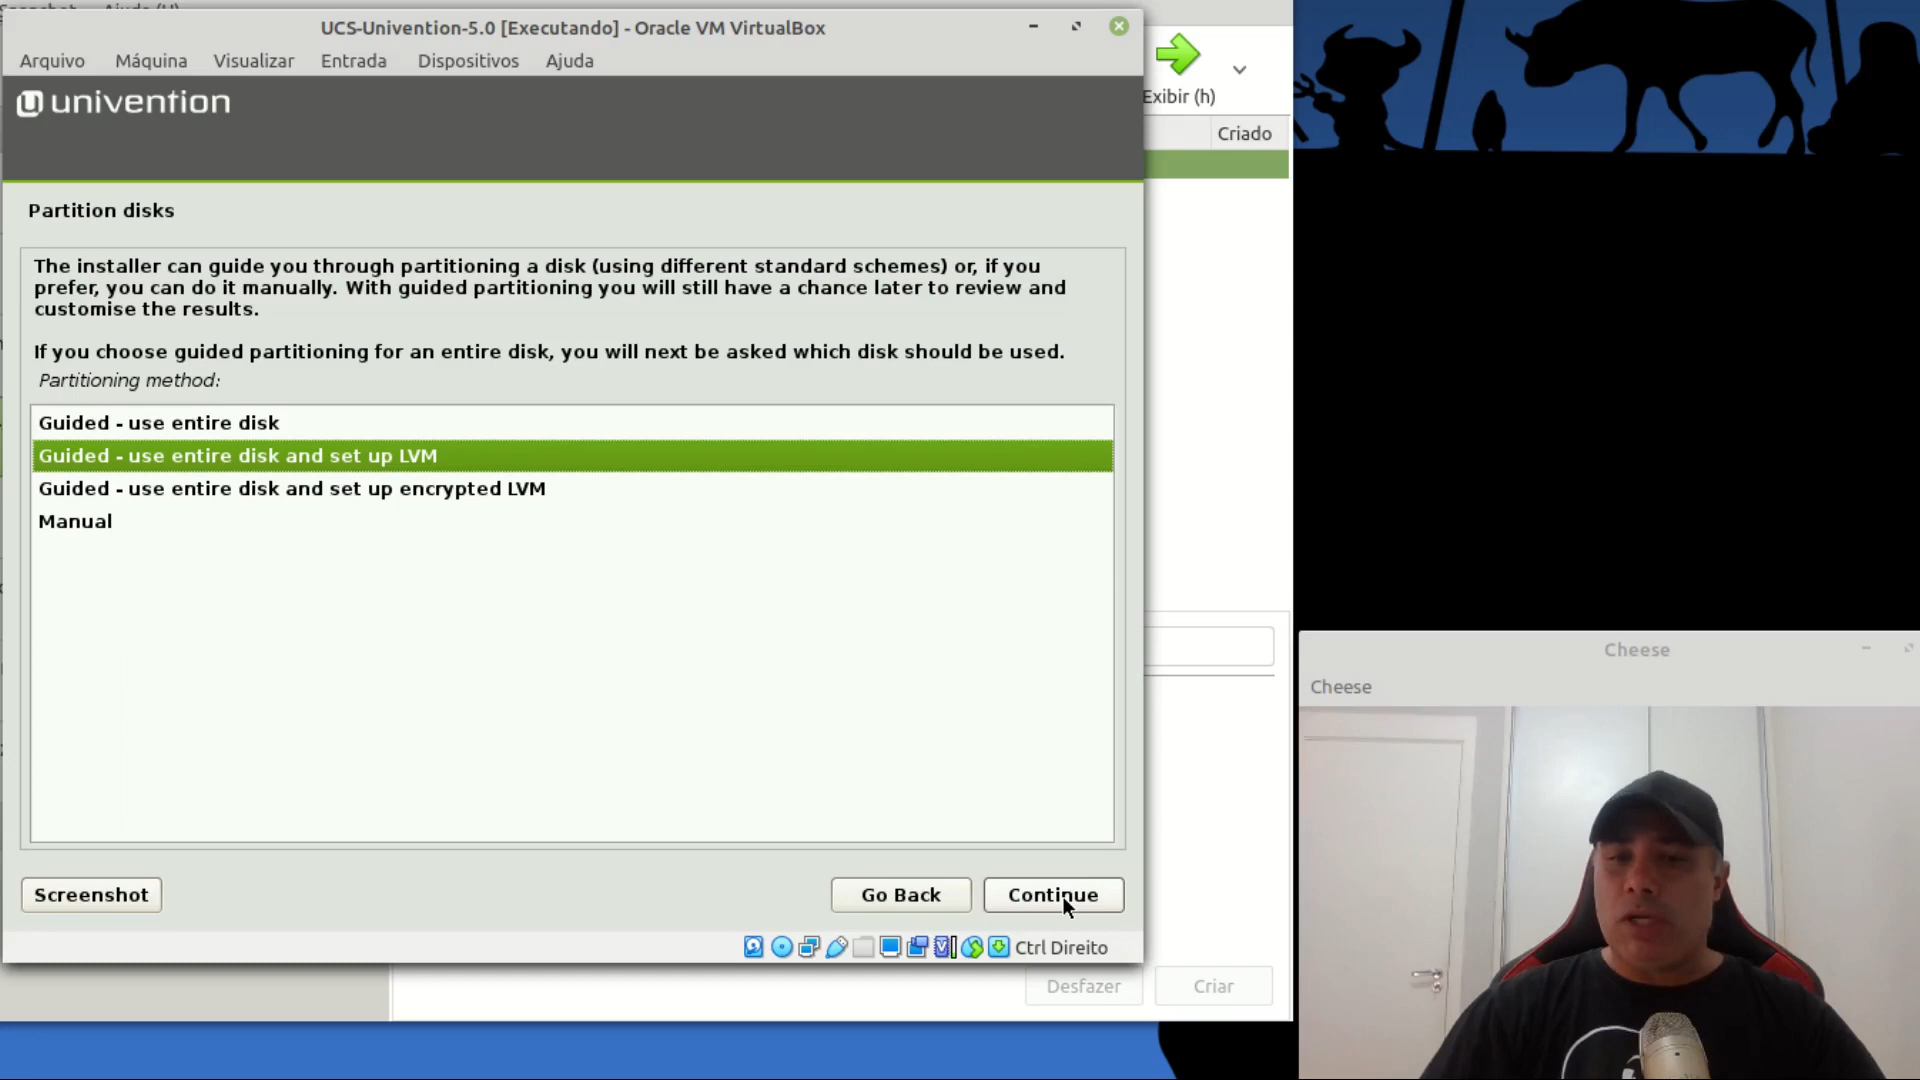 UCS-Univention-5.0 [Executando] - Oracle VM VirtualBox
Arquivo Máquina Visualizar Entrada Dispositivos Ajuda
univention
Exibir (h)
Criado
Partition disks
The installer can guide you through partitioning a disk (using different standard schemes) or, if you
prefer, you can do it manually. With guided partitioning you will still have a chance later to review and
customise the results.
If you choose guided partitioning for an entire disk, you will next be asked which disk should be used.
Partitioning method:
Guided - use entire disk
Guided - use entire disk and set up LVM
Guided - use entire disk and set up encrypted LVM
Manual
Screenshot
Go Back
Continue
Ctrl Direito
Desfazer
Criar
Cheese
Cheese